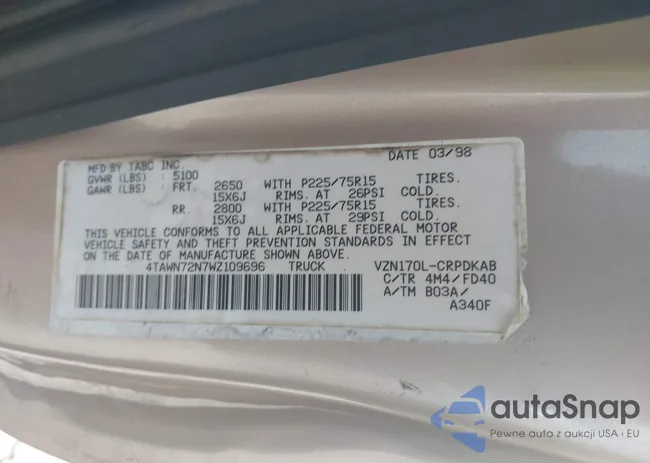 MFD BY TABC INC. DATE 03/98
GVWR (LBS) : 5100
GAWR (LBS) : FRT. 2650 WITH P225/75R15 TIRES.
15X6J RIMS. AT 26PSI COLD.
RR. 2800 WITH P225/75R15 TIRES.
15X6J RIMS. AT 29PSI COLD.
THIS VEHICLE CONFORMS TO ALL APPLICABLE FEDERAL MOTOR
VEHICLE SAFETY AND THEFT PREVENTION STANDARDS IN EFFECT
ON THE DATE OF MANUFACTURE SHOWN ABOVE.
4TAWN72N7WZ109696 TRUCK VZN170L-CRPDKAB
C/TR 4M4/FD40
A/TM B03A/
A340F
autaSnap
Pewne auta z aukcji USA i EU